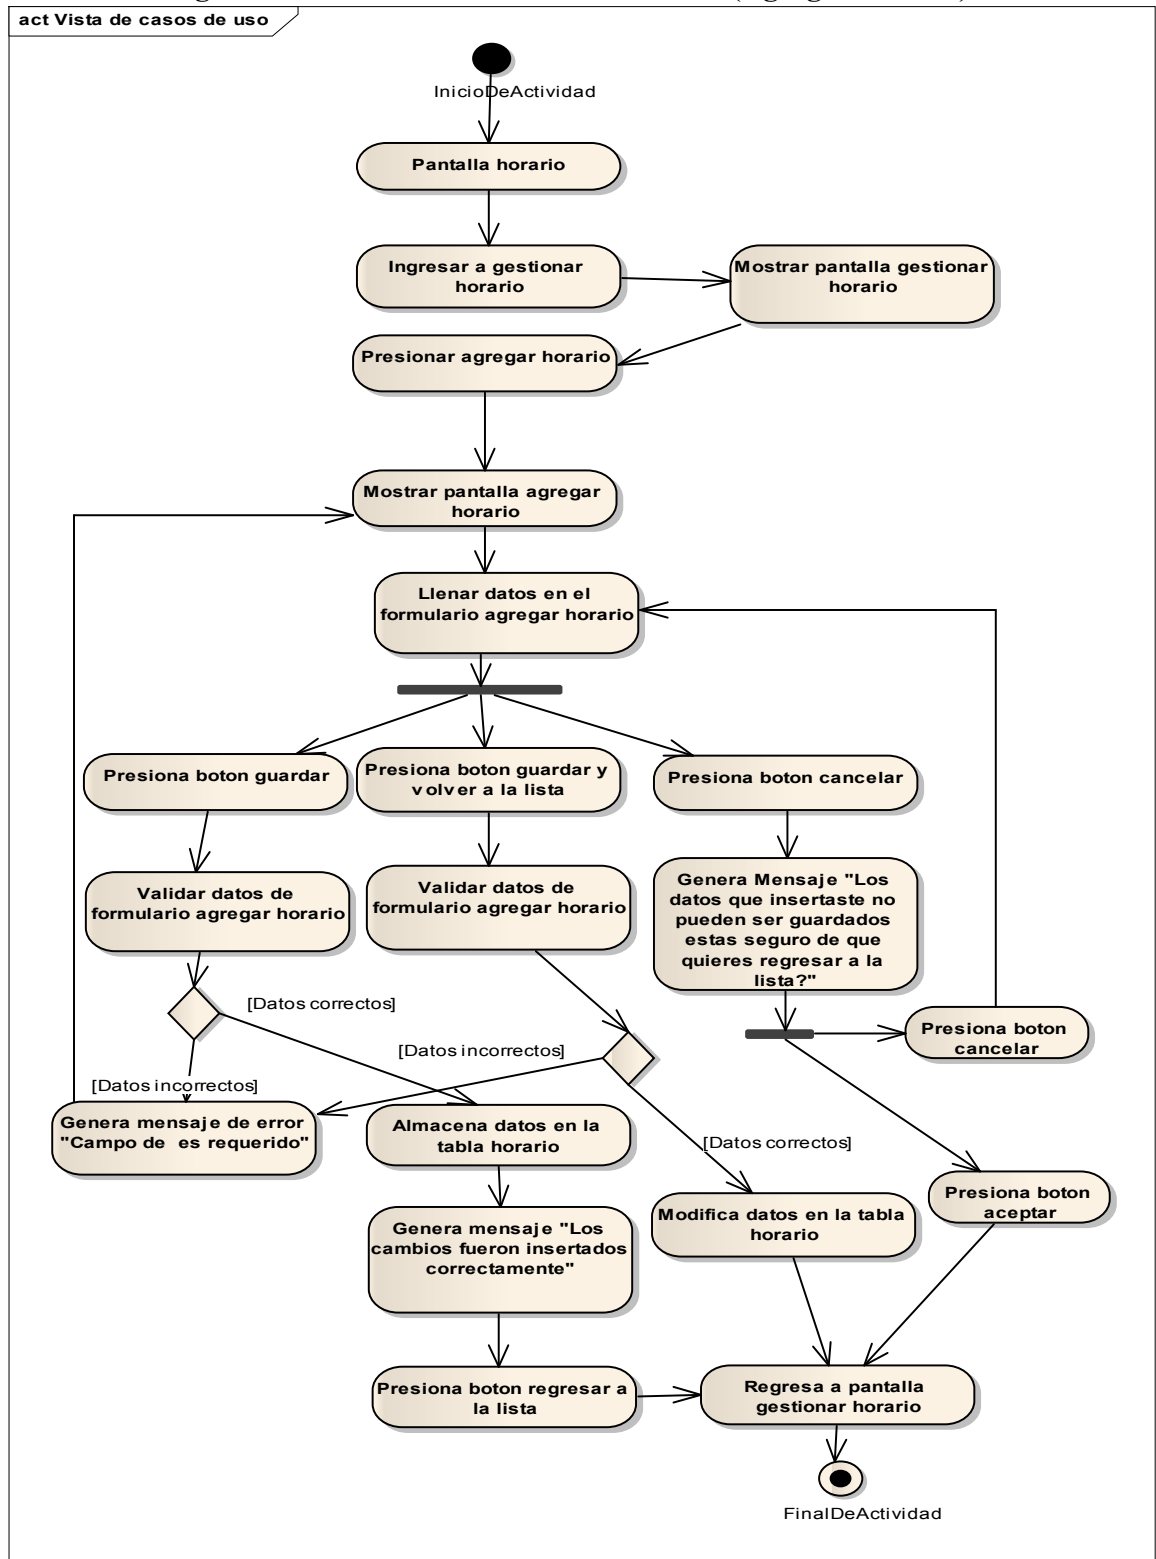 act Vista de casos de uso
InicioDeActividad
Pantalla horario
Ingresar a gestionar
horario
Mostrar pantalla gestionar
horario
Presionar agregar horario
Mostrar pantalla agregar
horario
Llenar datos en el
formulario agregar horario
Presiona boton guardar
Presiona boton guardar y
volver a la lista
Presiona boton cancelar
Validar datos de
formulario agregar horario
Validar datos de
formulario agregar horario
Genera Mensaje "Los
datos que insertaste no
pueden ser guardados
estas seguro de que
quieres regresar a la
lista?"
[Datos correctos]
[Datos incorrectos]
Presiona boton
cancelar
[Datos incorrectos]
Genera mensaje de error
"Campo de  es requerido"
Almacena datos en la
tabla horario
[Datos correctos]
Presiona boton
aceptar
Genera mensaje "Los
cambios fueron insertados
correctamente"
Modifica datos en la tabla
horario
Presiona boton regresar a
la lista
Regresa a pantalla
gestionar horario
FinalDeActividad